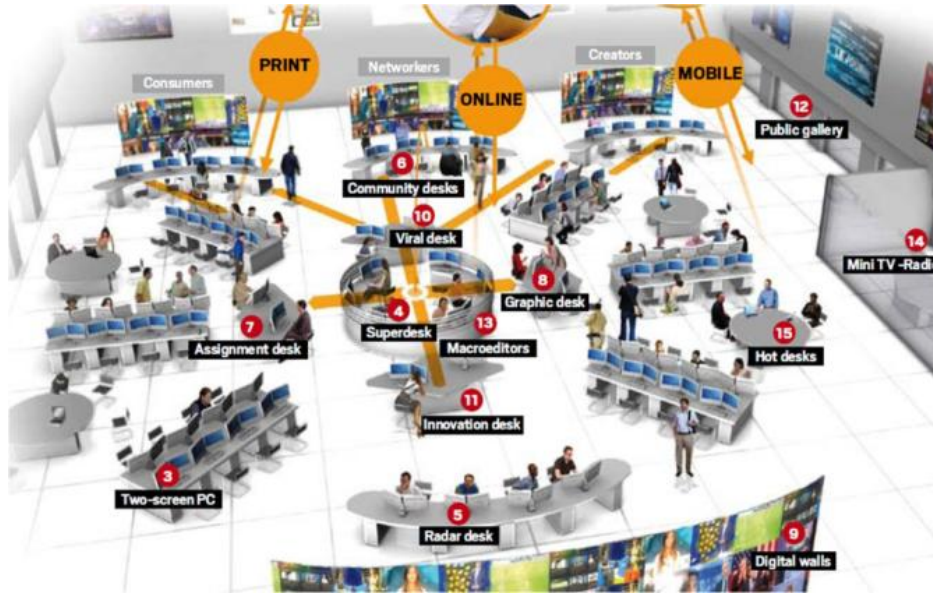 PRINT
Consumers
Networkers
ONLINE
Creators
MOBILE
12
Public gallery
6
Community desks
10
Viral desk
14
Mini TV -Radio
8
Graphic desk
4
Superdesk
13
Macroeditors
7
Assignment desk
15
Hot desks
11
Innovation desk
3
Two-screen PC
5
Radar desk
9
Digital walls